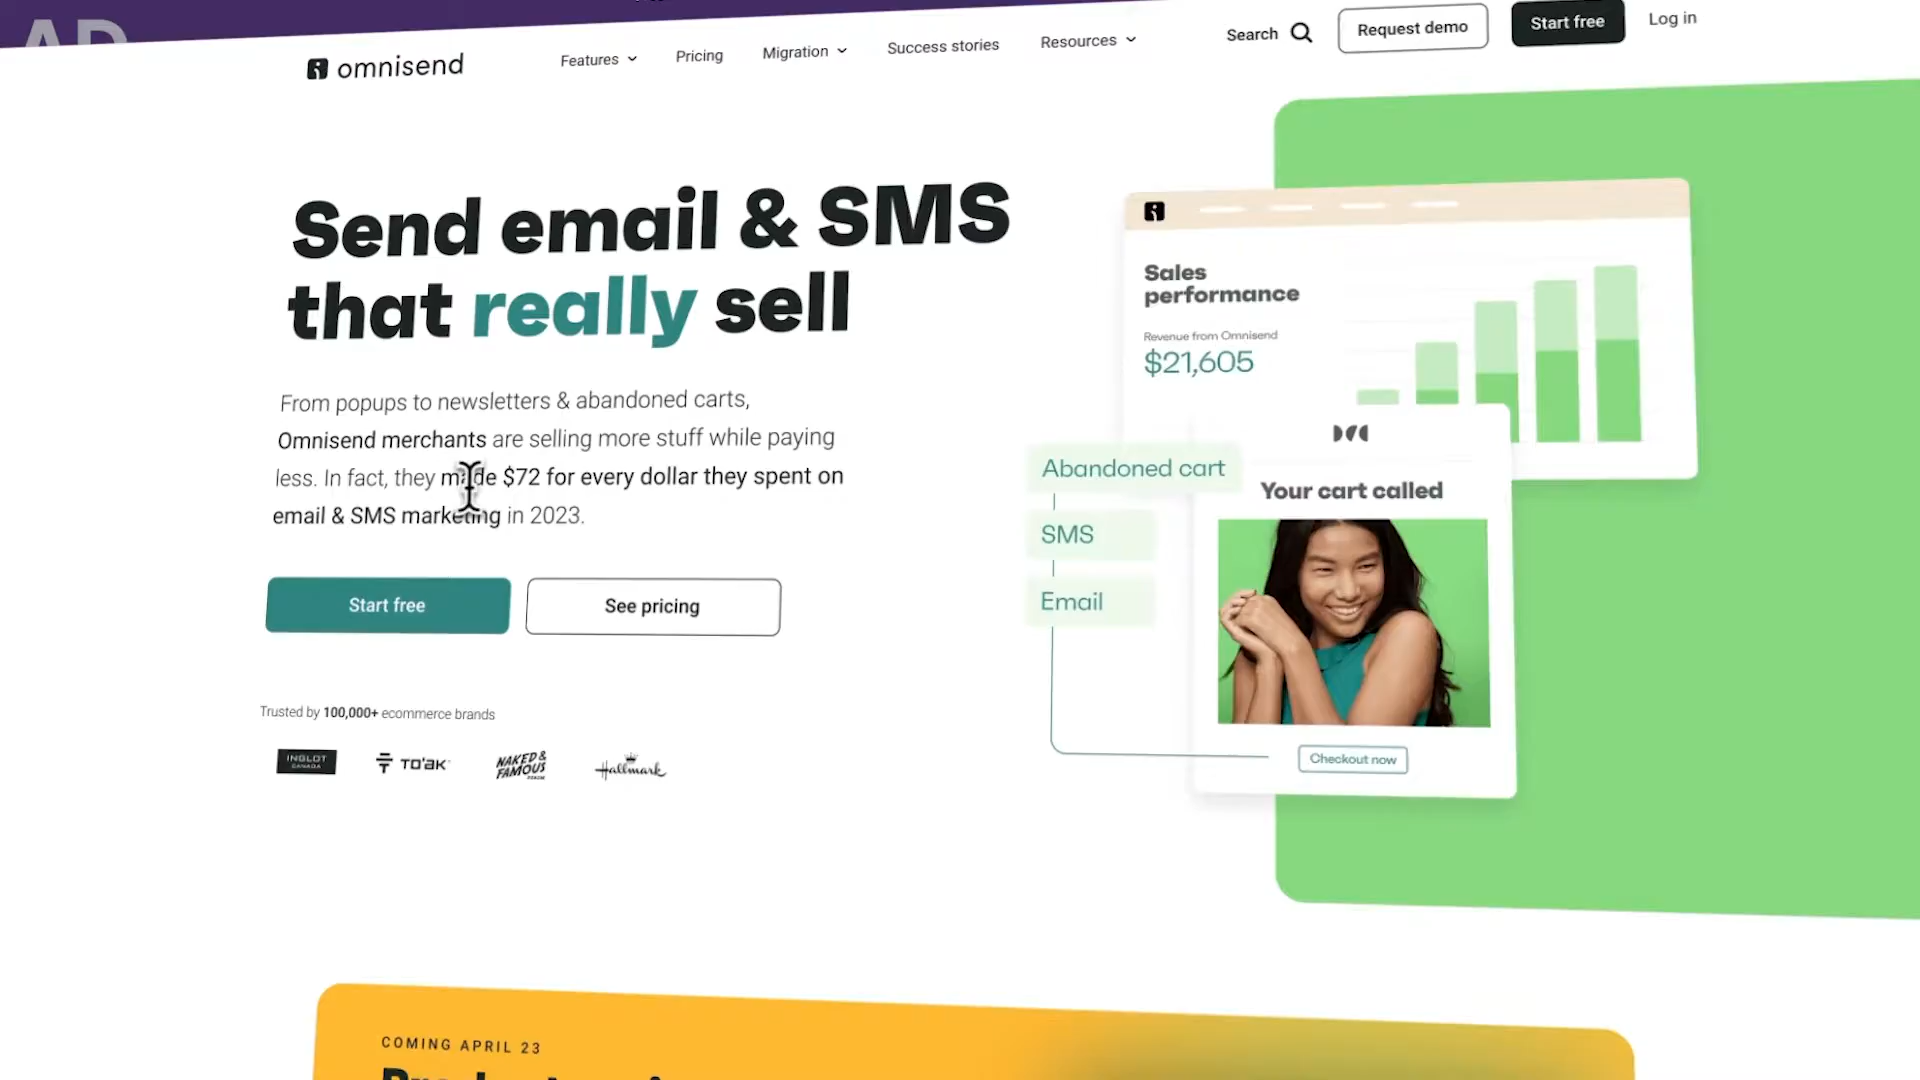 AD
omnisend
Features
Pricing
Migration
Success stories
Resources
Search
Request demo
Start free
Log in
Send email & SMS
that really sell
From popups to newsletters & abandoned carts,
Omnisend merchants are selling more stuff while paying
less. In fact, they made $72 for every dollar they spent on
email & SMS marketing in 2023.
Start free
See pricing
Trusted by 100,000+ ecommerce brands
INGLOT
CANADA
TO'AK
NAKED &
FAMOUS
DENIM
Hallmark
Sales
performance
Revenue from Omnisend
$21,605
Abandoned cart
SMS
Email
Your cart called
Checkout now
COMING APRIL 23